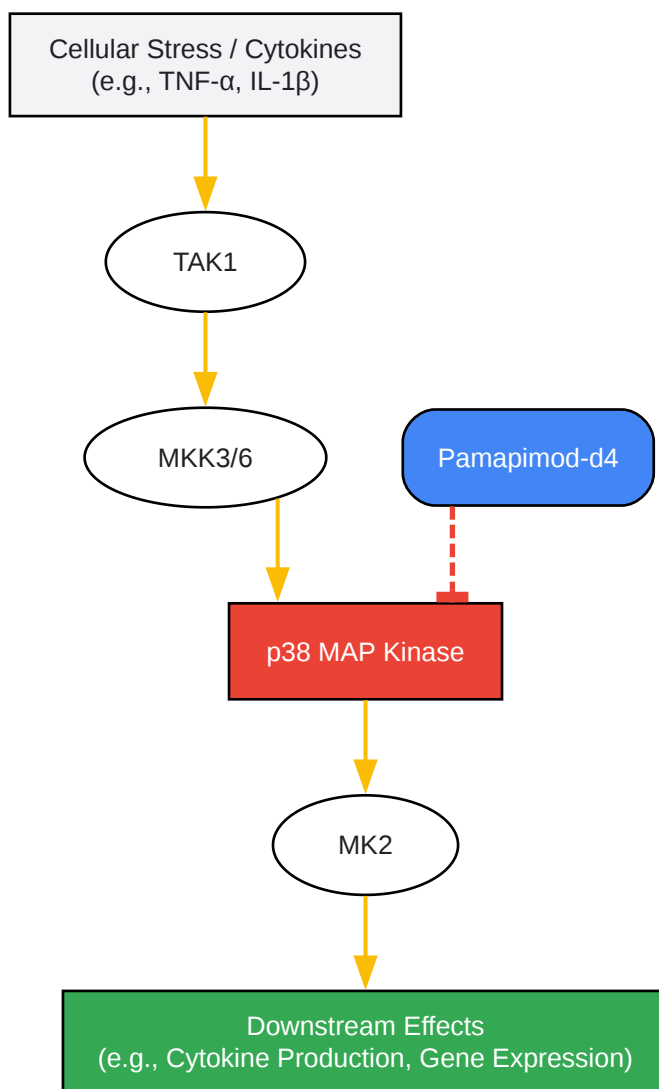 Cellular Stress / Cytokines
(e.g., TNF-α, IL-1β)
TAK1
MKK3/6
Pamapimod-d4
p38 MAP Kinase
MK2
Downstream Effects
(e.g., Cytokine Production, Gene Expression)